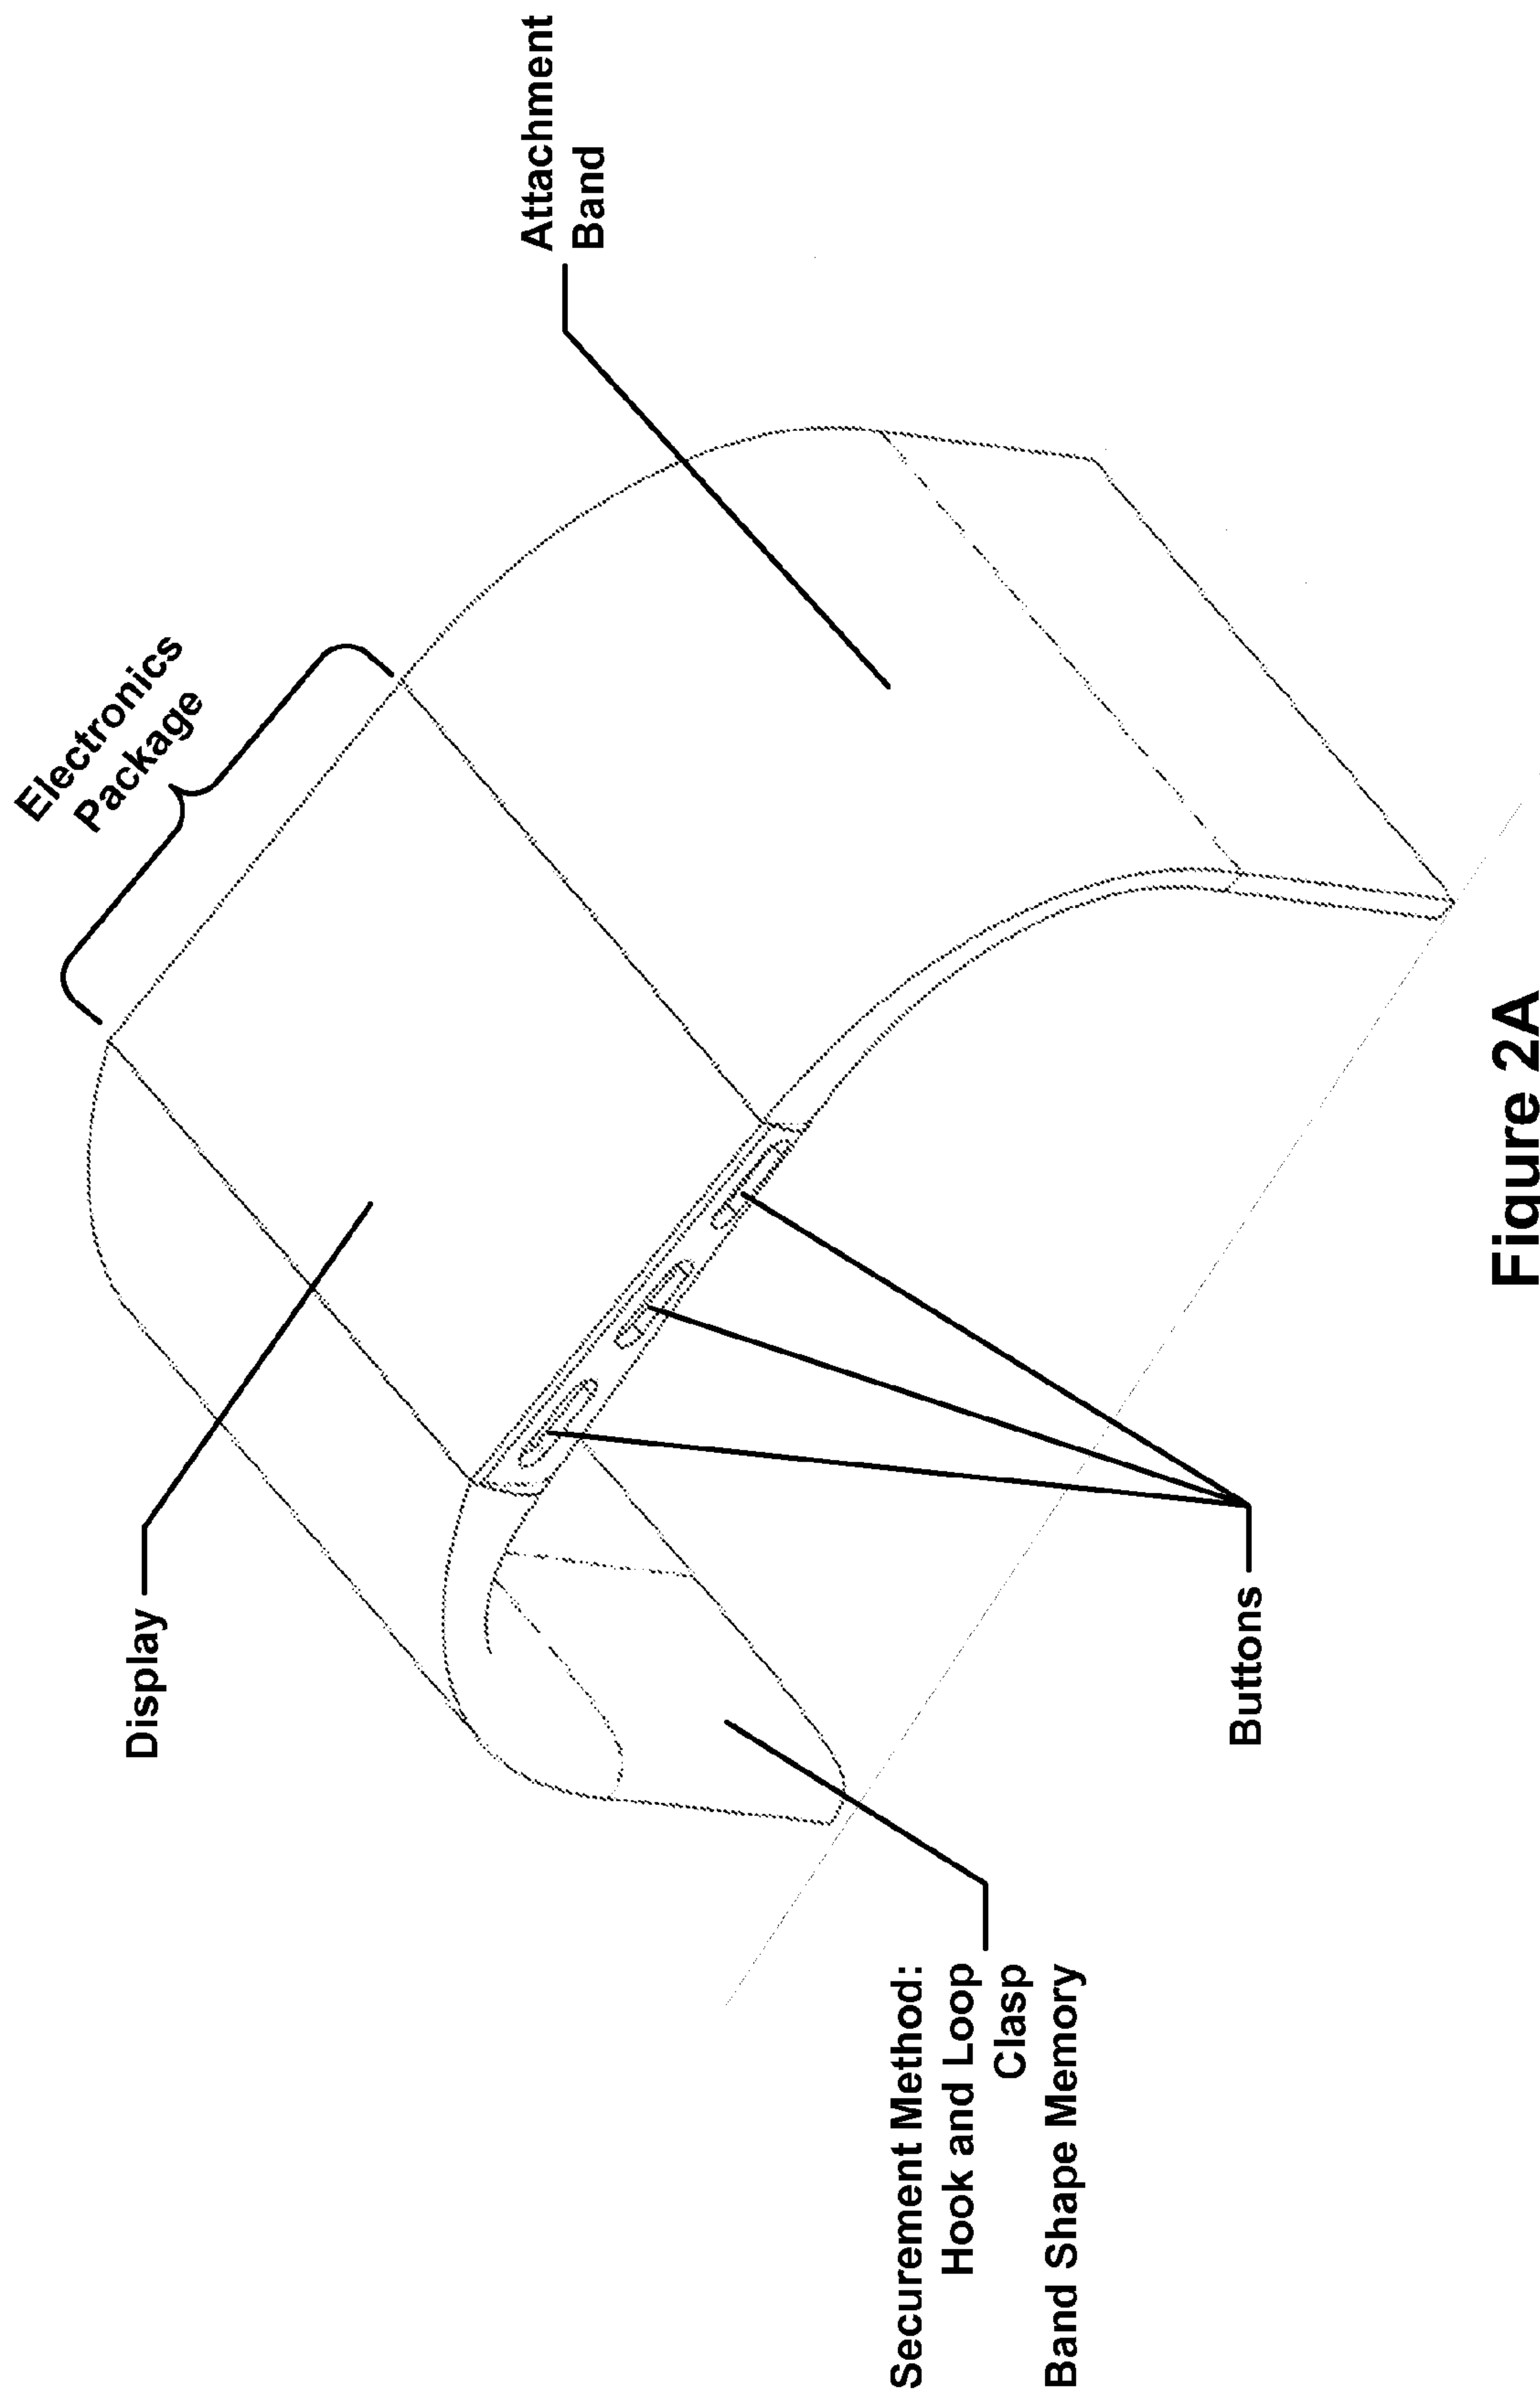 Electronics
Package
Display
Attachment
Band
Securement Method:
Hook and Loop
Clasp
Band Shape Memory
Buttons
Figure 2A